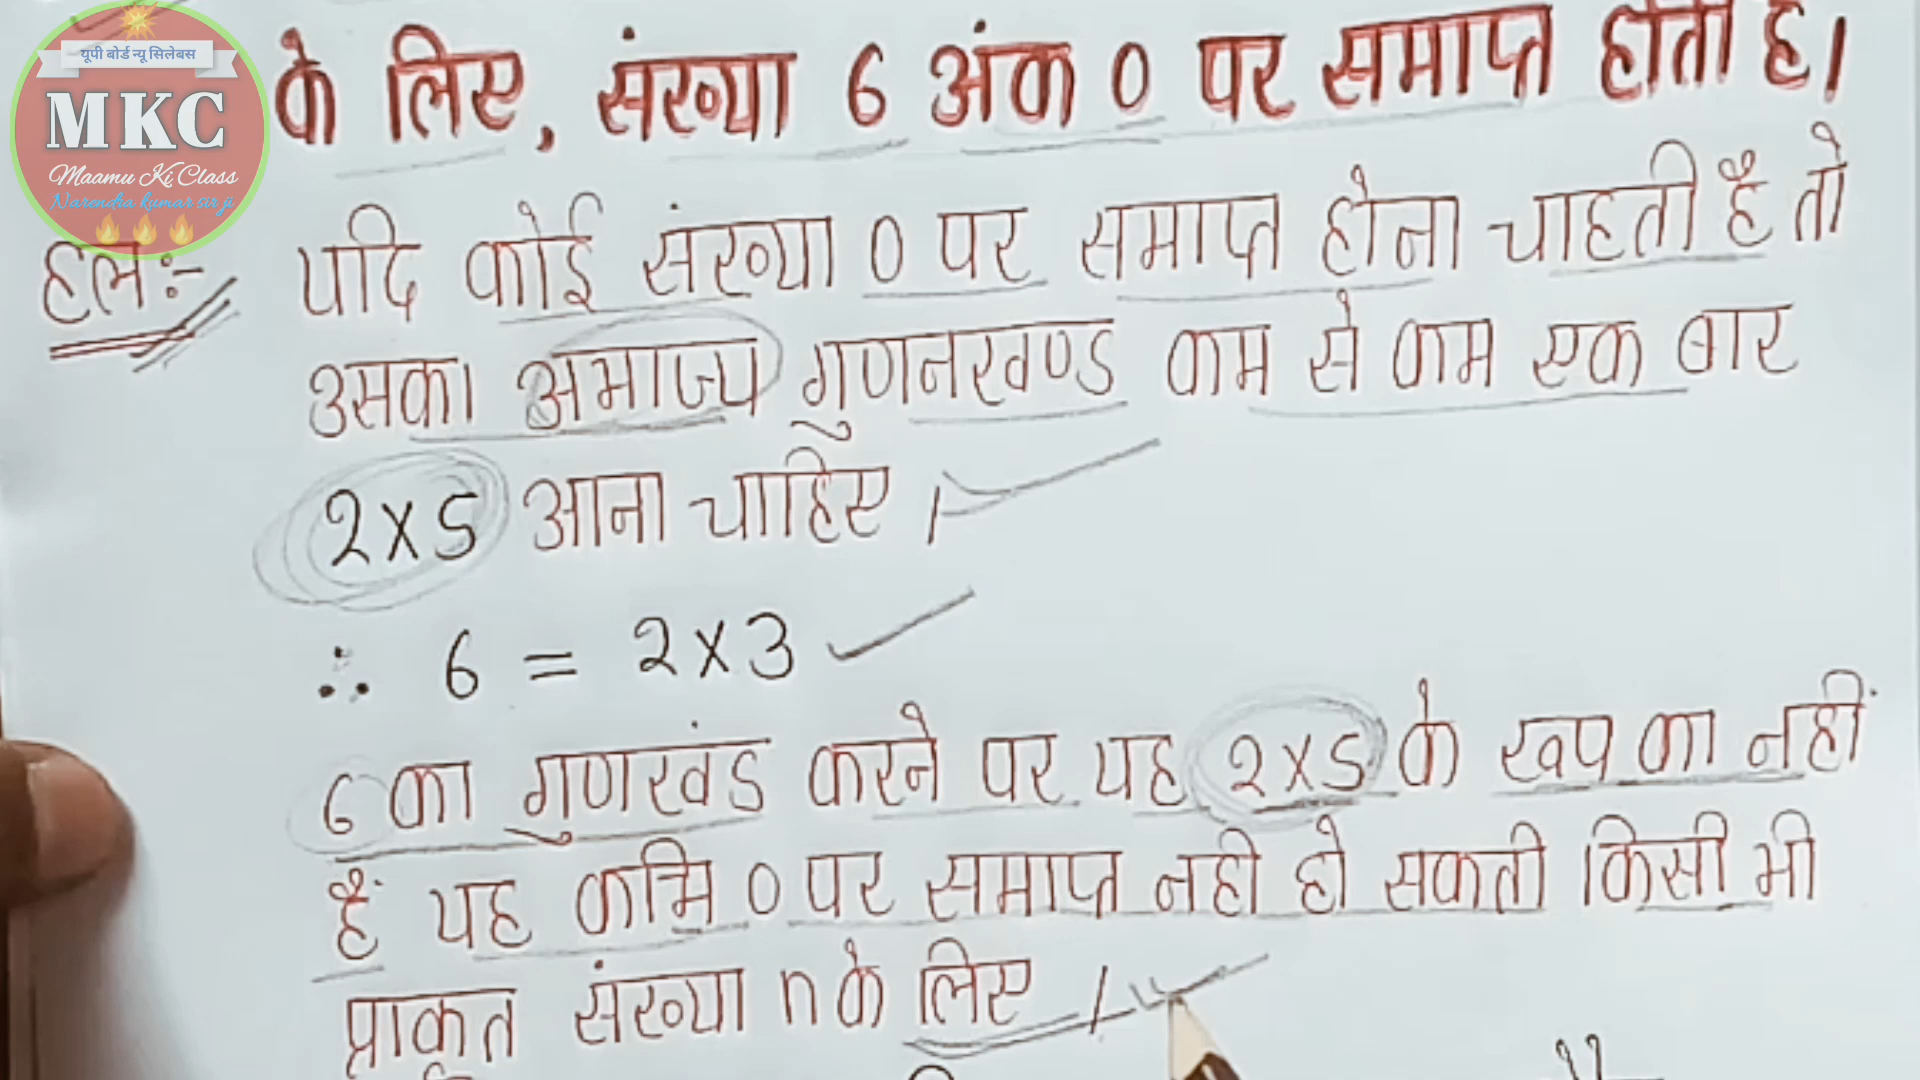 यूपी बोर्ड न्यू सिलेबस
MKC
Maamu Ki Class
Narendra kumar sir ji
के लिए, संख्या 6 अंक 0 पर समाप्त होती है।
हल:- यदि कोई संख्या 0 पर समाप्त होना चाहती है तो
उसका अभाज्य गुणनखण्ड कम से कम एक बार
2×5 आना चाहिए।
∴ 6 = 2×3
6 का गुणखंड करने पर यह 2×5 के रूप का नहीं
हैं यह कभि 0 पर समाप्त नही हो सकती किसी भी
प्राकृत संख्या n के लिए।